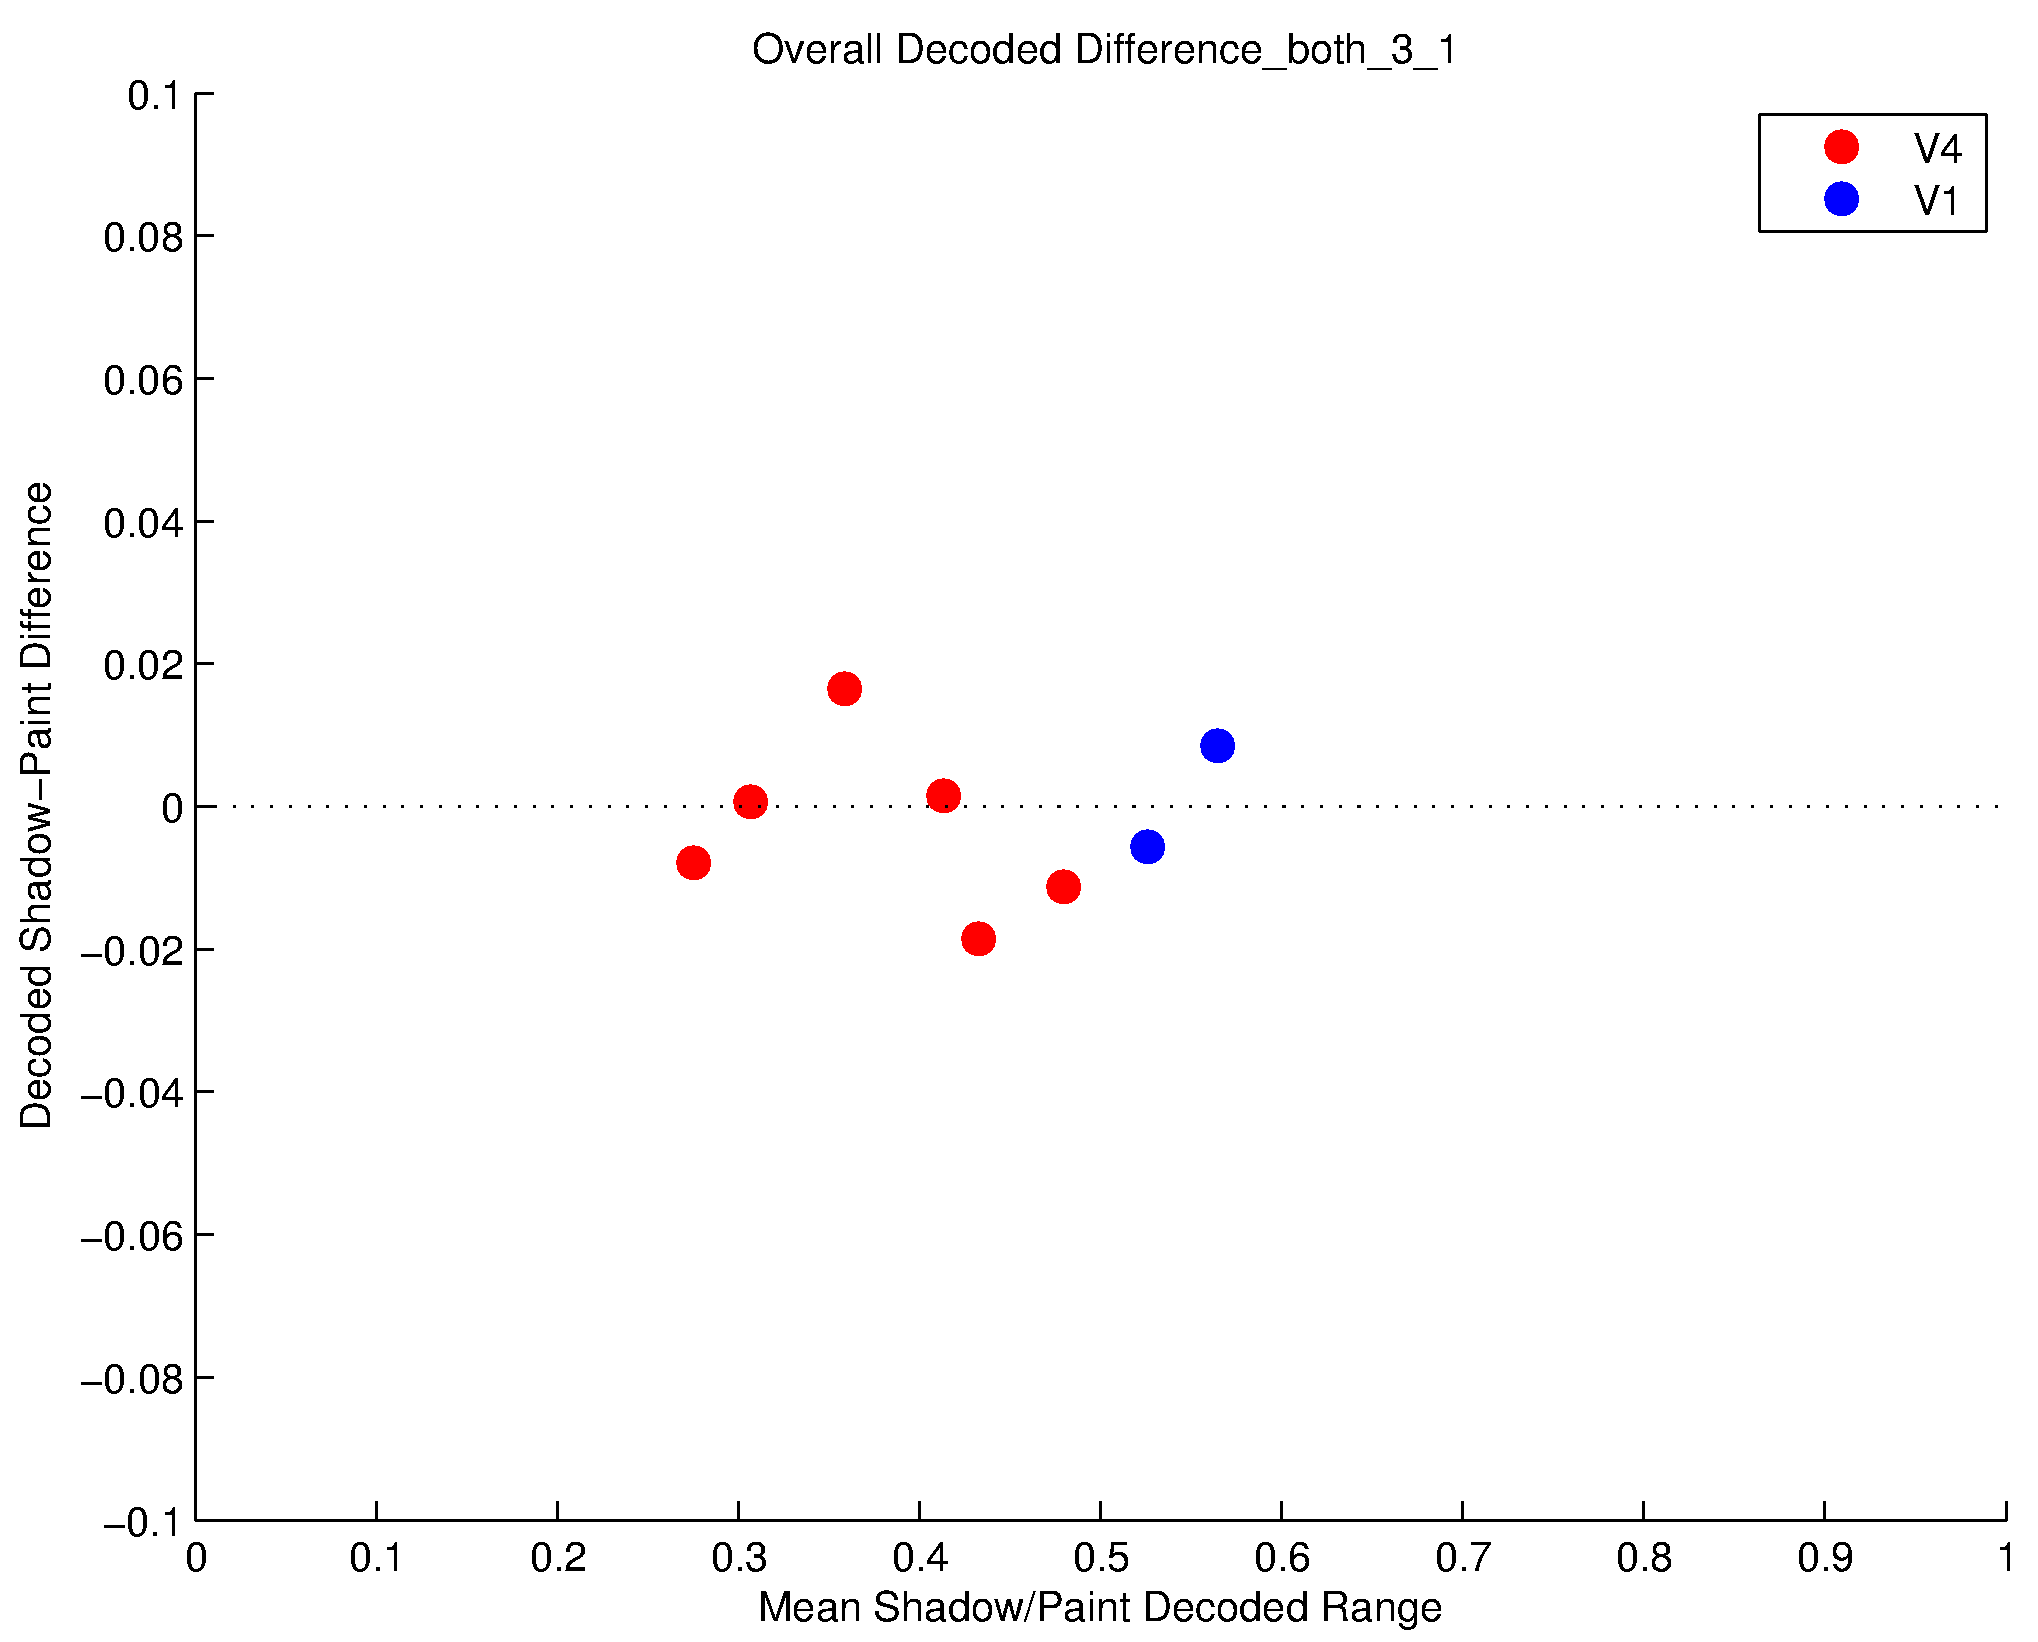 Overall Decoded Difference_both_3_1
V4
V1
0.1
0.08
0.06
0.04
0.02
0
−0.02
−0.04
−0.06
−0.08
−0.1
Decoded Shadow−Paint Difference
0 0.1 0.2 0.3 0.4 0.5 0.6 0.7 0.8 0.9 1
Mean Shadow/Paint Decoded Range